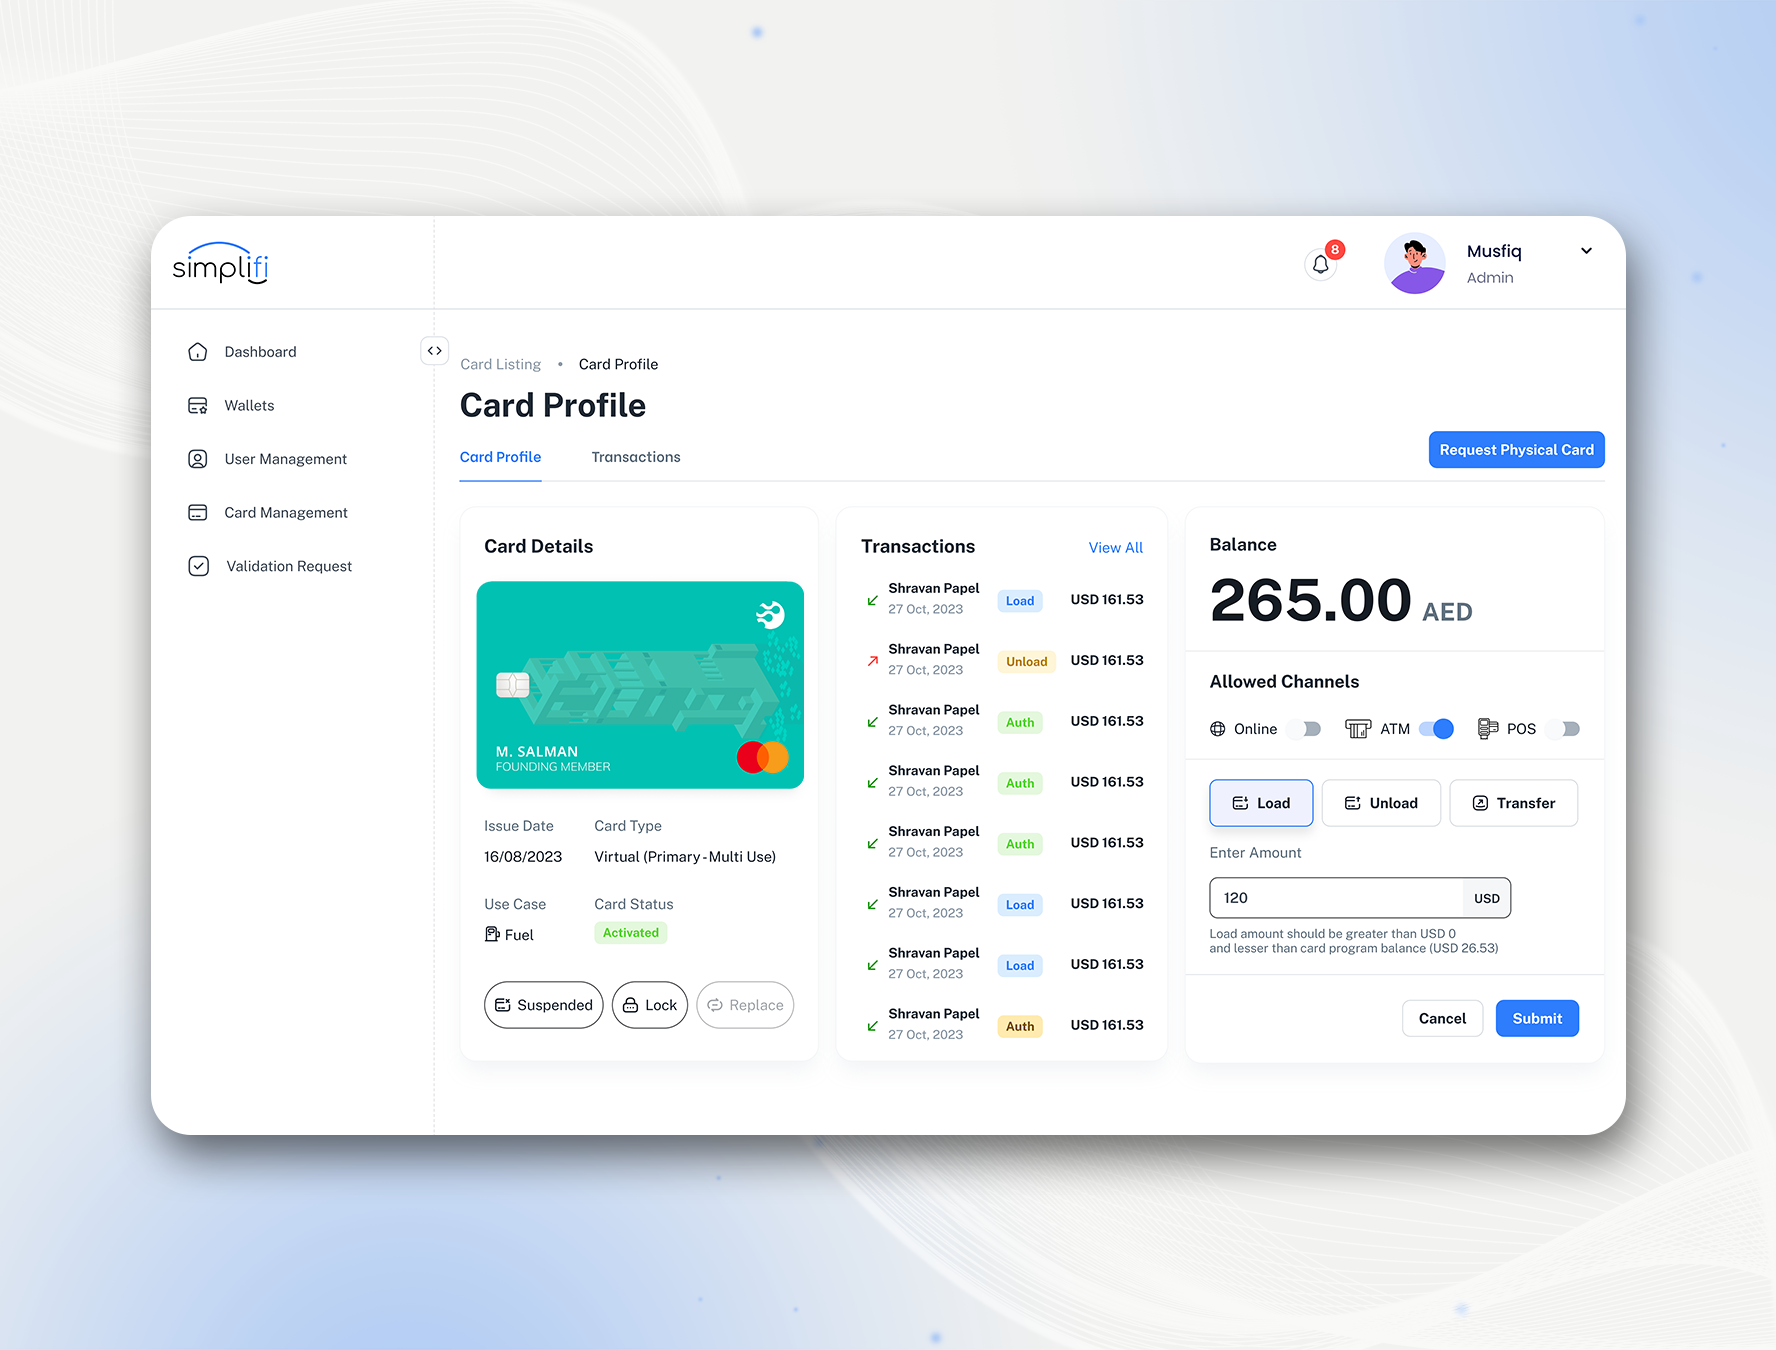 simplifi
8
Musfiq
Admin
Dashboard
Wallets
User Management
Card Management
Validation Request
Card Listing • Card Profile
Card Profile
Card Profile
Transactions
Request Physical Card
Card Details
M. SALMAN
FOUNDING MEMBER
Issue Date
Card Type
16/08/2023
Virtual (Primary-Multi Use)
Use Case
Card Status
Fuel
Activated
Suspended
Lock
Replace
Transactions
View All
Shravan Papel
27 Oct, 2023
Load
USD 161.53
Shravan Papel
27 Oct, 2023
Unload
USD 161.53
Shravan Papel
27 Oct, 2023
Auth
USD 161.53
Shravan Papel
27 Oct, 2023
Auth
USD 161.53
Shravan Papel
27 Oct, 2023
Auth
USD 161.53
Shravan Papel
27 Oct, 2023
Load
USD 161.53
Shravan Papel
27 Oct, 2023
Load
USD 161.53
Shravan Papel
27 Oct, 2023
Auth
USD 161.53
Balance
265.00 AED
Allowed Channels
Online
ATM
POS
Load
Unload
Transfer
Enter Amount
120
USD
Load amount should be greater than USD 0
and lesser than card program balance (USD 26.53)
Cancel
Submit